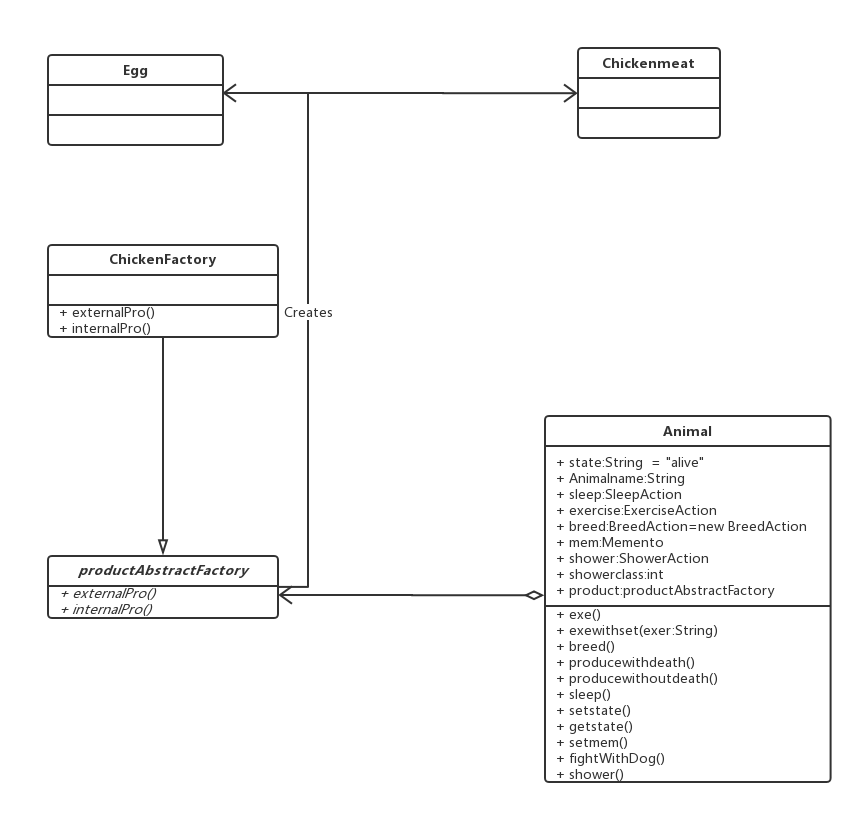 Egg
Chickenmeat
ChickenFactory
+ externalPro()
+ internalPro()
Creates
Animal
+ state:String = "alive"
+ Animalname:String
+ sleep:SleepAction
+ exercise:ExerciseAction
+ breed:BreedAction=new BreedAction
+ mem:Memento
+ shower:ShowerAction
+ showerclass:int
+ product:productAbstractFactory
+ exe()
+ exewithset(exer:String)
+ breed()
+ producewithdeath()
+ producewithoutdeath()
+ sleep()
+ setstate()
+ getstate()
+ setmem()
+ fightWithDog()
+ shower()
productAbstractFactory
+ externalPro()
+ internalPro()